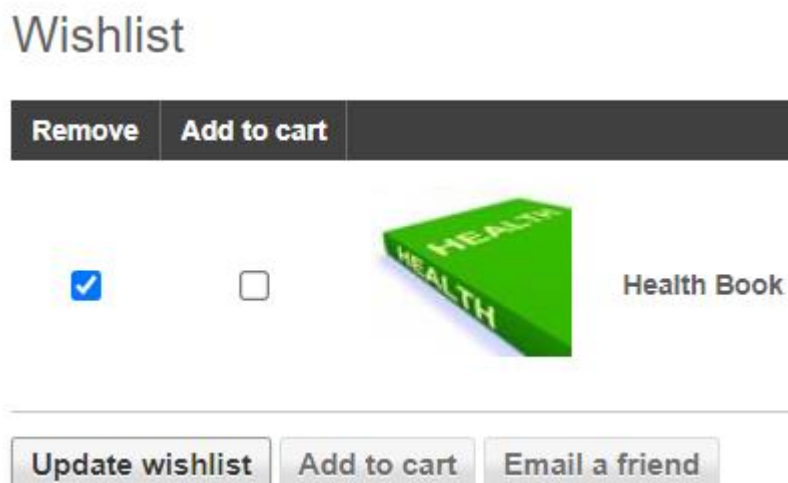 Wishlist
Remove Add to cart
HEALTH
HEALTH
Health Book
Update wishlist Add to cart Email a friend